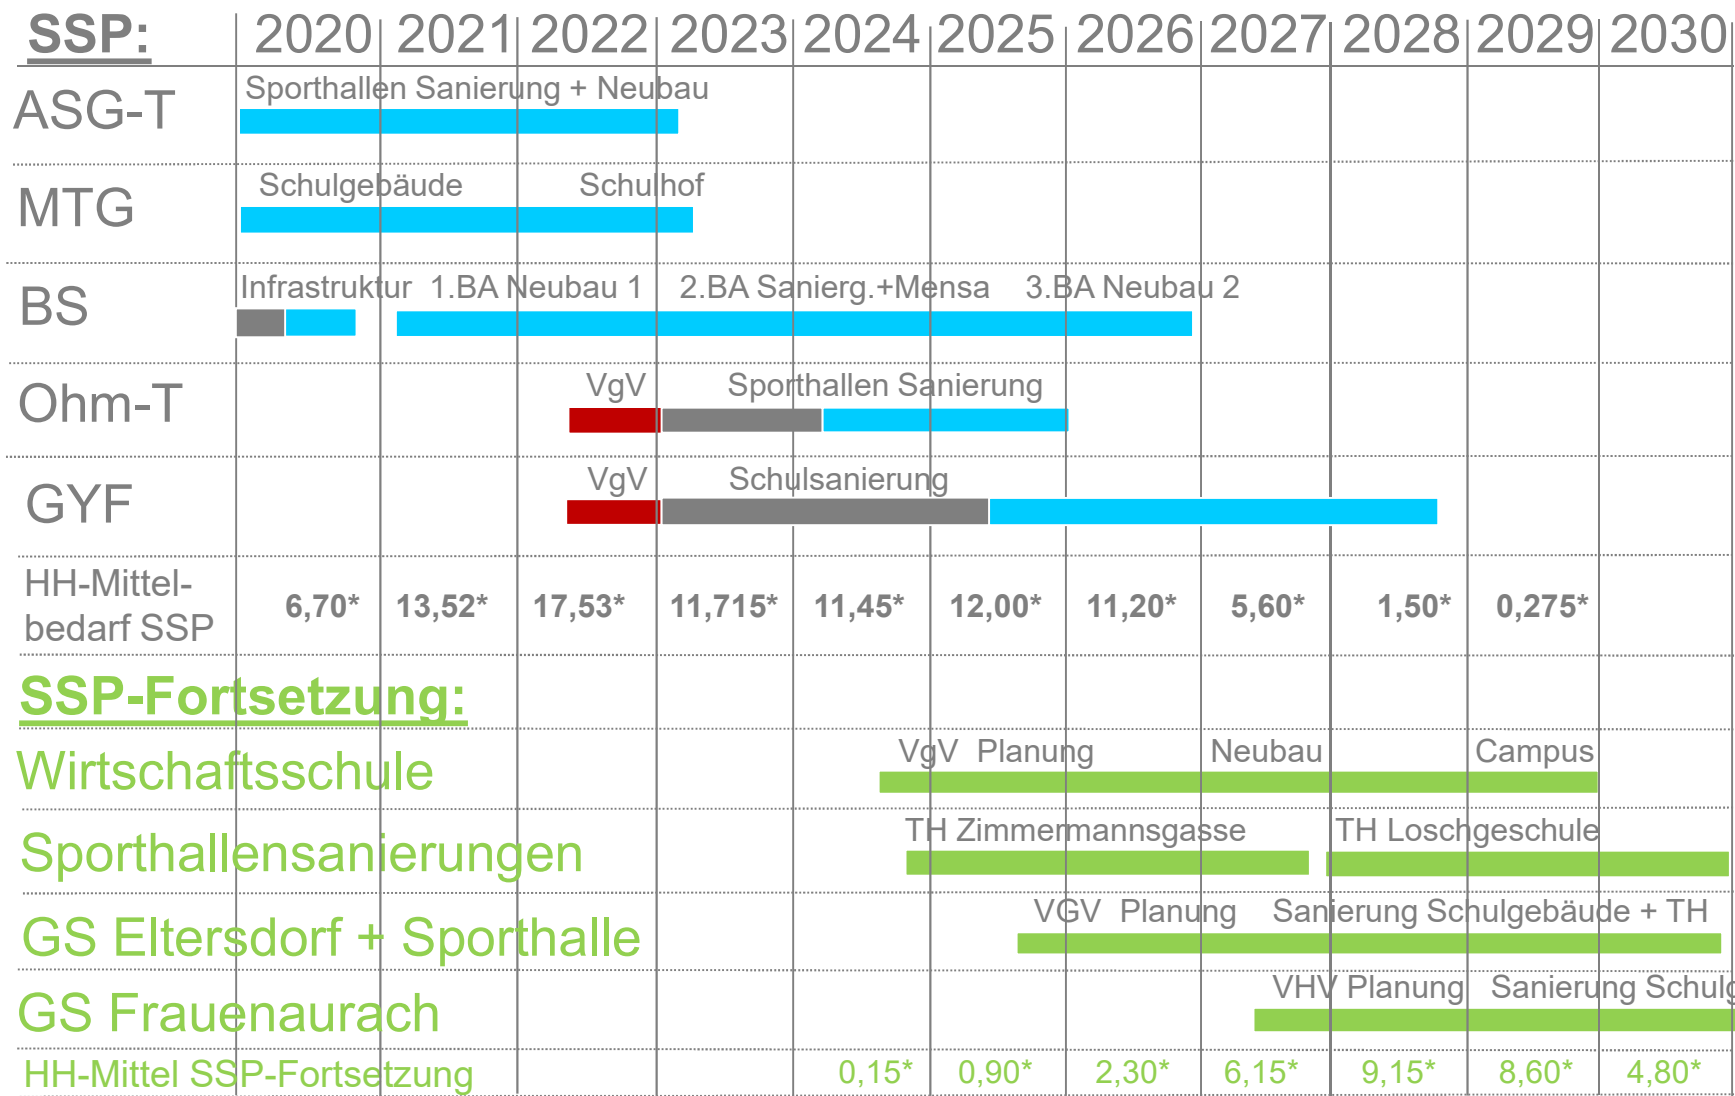 SSP: 2020 2021 2022 2023 2024 2025 2026 2027 2028 2029 2030
Sporthallen Sanierung + Neubau
ASG-T
Schulgebäude Schulhof
MTG
Infrastruktur 1.BA Neubau 1 2.BA Sanierg.+Mensa 3.BA Neubau 2
BS
VgV Sporthallen Sanierung
Ohm-T
VgV Schulsanierung
GYF
HH-Mittel-
bedarf SSP
6,70* 13,52* 17,53* 11,715* 11,45* 12,00* 11,20* 5,60* 1,50* 0,275*
SSP-Fortsetzung:
VgV Planung Neubau Campus
Wirtschaftsschule
TH Zimmermannsgasse TH Loschgeschule
Sporthallensanierungen
VGV Planung Sanierung Schulgebäude + TH
GS Eltersdorf + Sporthalle
VHV Planung Sanierung Schulg
GS Frauenaurach
HH-Mittel SSP-Fortsetzung 0,15* 0,90* 2,30* 6,15* 9,15* 8,60* 4,80*